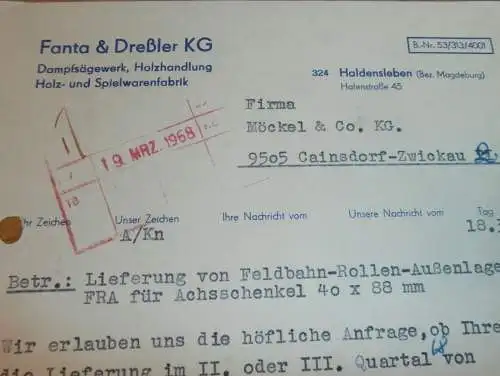 Fanta & Dreßler KG
Dampfsägewerk, Holzhandlung
Holz- und Spielwarenfabrik
B.-Nr. 53/313/4001
324 Haldensleben (Bez. Magdeburg)
Hafenstraße 45
Firma
Möckel & Co. KG.
9505 Cainsdorf-Zwickau
19. MRZ. 1968
Ihr Zeichen Unser Zeichen Ihre Nachricht vom Unsere Nachricht vom Tag
A/Kn 18.
Betr.: Lieferung von Feldbahn-Rollen-Außenlage
FRA für Achsschenkel 40 x 88 mm
Wir erlauben uns die höfliche Anfrage, ob Ihre
die Lieferung im II. oder III. Quartal von